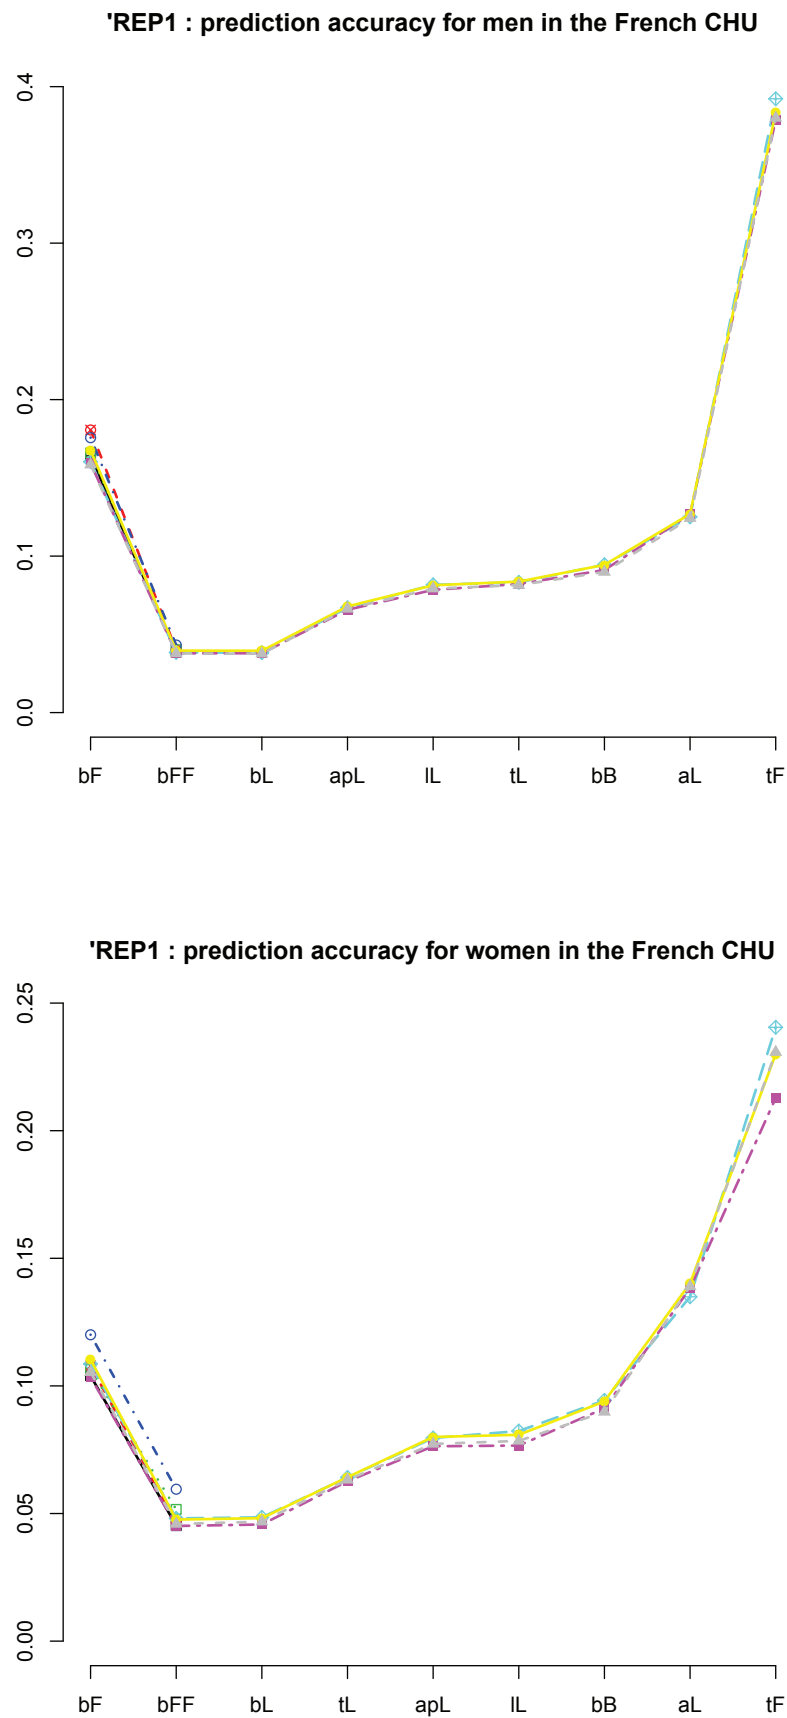 'REP1 : prediction accuracy for men in the French CHU
0.4
0.3
0.2
0.1
0.0
bF bFF bL apL lL tL bB aL tF
'REP1 : prediction accuracy for women in the French CHU
0.25
0.20
0.15
0.10
0.05
0.00
bF bFF bL tL apL lL bB aL tF